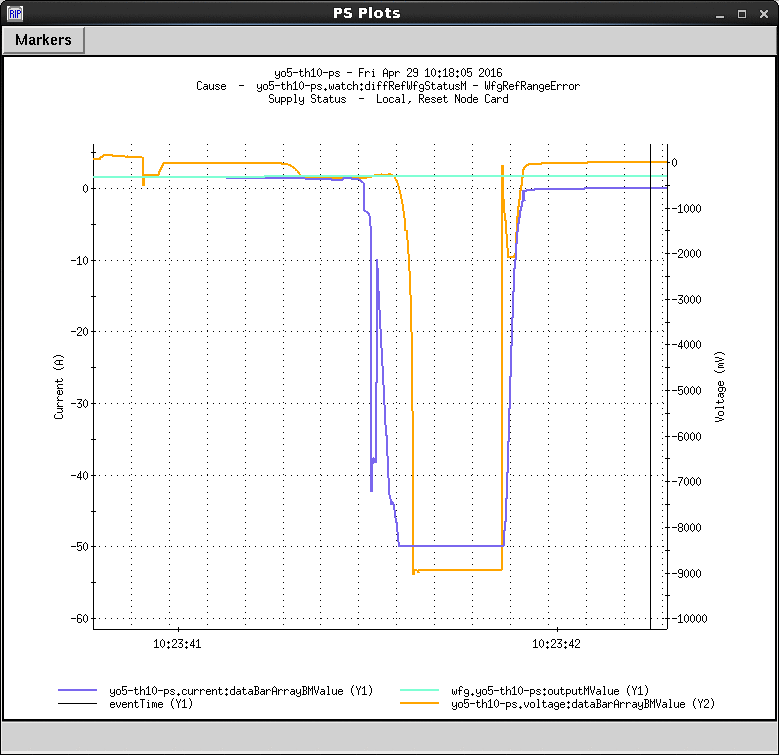 RIP PS Plots
Markers
yo5-th10-ps - Fri Apr 29 10:18:05 2016
Cause - yo5-th10-ps.watch:diffRefWfgStatusM - WfgRefRangeError
Supply Status - Local, Reset Node Card
0
-10
-20
-30
-40
-50
-60
Current (A)
0
-1000
-2000
-3000
-4000
-5000
-6000
-7000
-8000
-9000
-10000
Voltage (mV)
10:23:41 10:23:42
yo5-th10-ps.current:dataBarArrayBMValue (Y1) wfg.yo5-th10-ps:outputMValue (Y1)
eventTime (Y1) yo5-th10-ps.voltage:dataBarArrayBMValue (Y2)